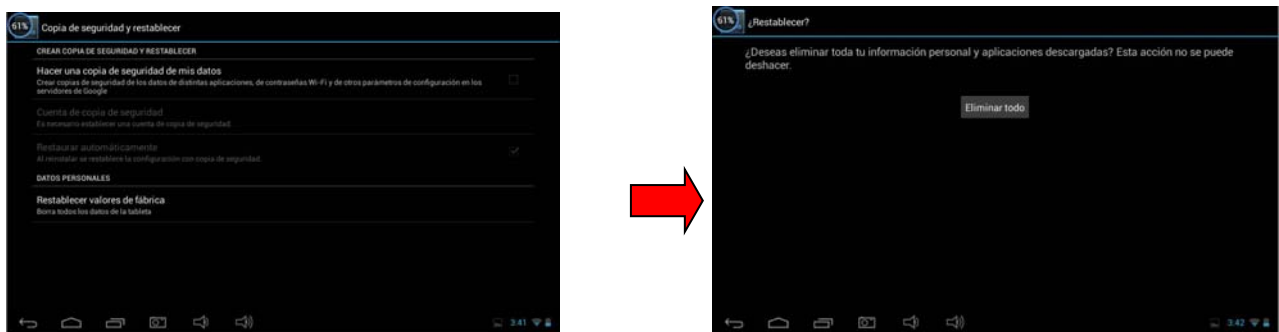 61%
Copia de seguridad y restablecer
CREAR COPIA DE SEGURIDAD Y RESTABLECER
Hacer una copia de seguridad de mis datos
Crear copias de seguridad de los datos de distintas aplicaciones, de contraseñas Wi-Fi y de otros parámetros de configuración en los
servidores de Google
Cuenta de copia de seguridad
Es necesario establecer una cuenta de copia de seguridad.
Restaurar automáticamente
Al reinstalar se restablece la configuración con copia de seguridad.
DATOS PERSONALES
Restablecer valores de fábrica
Borra todos los datos de la tableta
3:41
61%
¿Restablecer?
¿Deseas eliminar toda tu información personal y aplicaciones descargadas? Esta acción no se puede
deshacer.
Eliminar todo
3:42